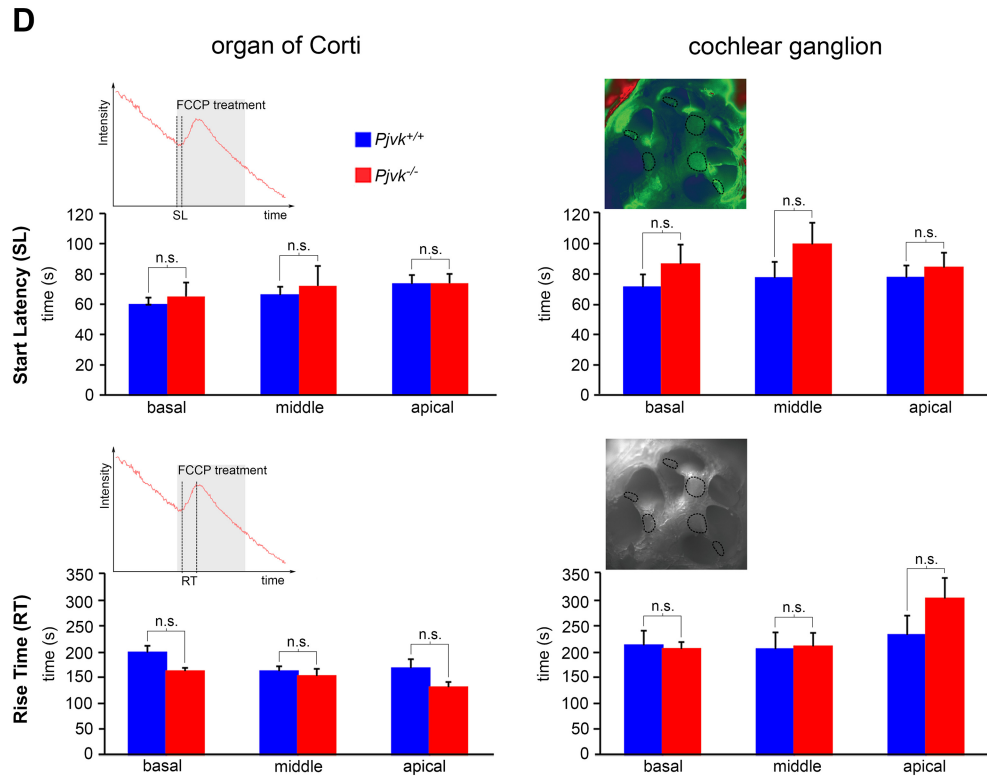 D
organ of Corti
cochlear ganglion
Intensity
FCCP treatment
SL
time
Pjvk+/+
Pjvk-/-
Start Latency (SL)
time (s)
120
100
80
60
40
20
0
n.s.
n.s.
n.s.
basal
middle
apical
time (s)
120
100
80
60
40
20
0
n.s.
n.s.
n.s.
basal
middle
apical
Intensity
FCCP treatment
RT
time
Rise Time (RT)
time (s)
350
300
250
200
150
100
50
0
n.s.
n.s.
n.s.
basal
middle
apical
time (s)
350
300
250
200
150
100
50
0
n.s.
n.s.
n.s.
basal
middle
apical